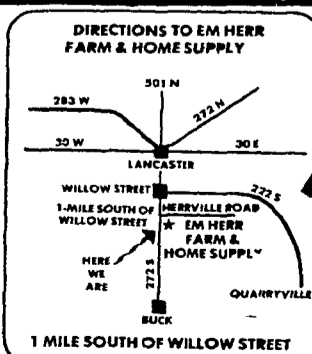 DIRECTIONS TO EM HERR
FARM & HOME SUPPLY
501 N
283 W
272 N
30 W
30 E
LANCASTER
WILLOW STREET
222 S
1-MILE SOUTH OF
WILLOW STREET
HERRVILLE ROAD
★ EM HERR
FARM &
HOME SUPPLY
HERE
WE
ARE
272 S
QUARRYVILLE
BUCK
1 MILE SOUTH OF WILLOW STREET